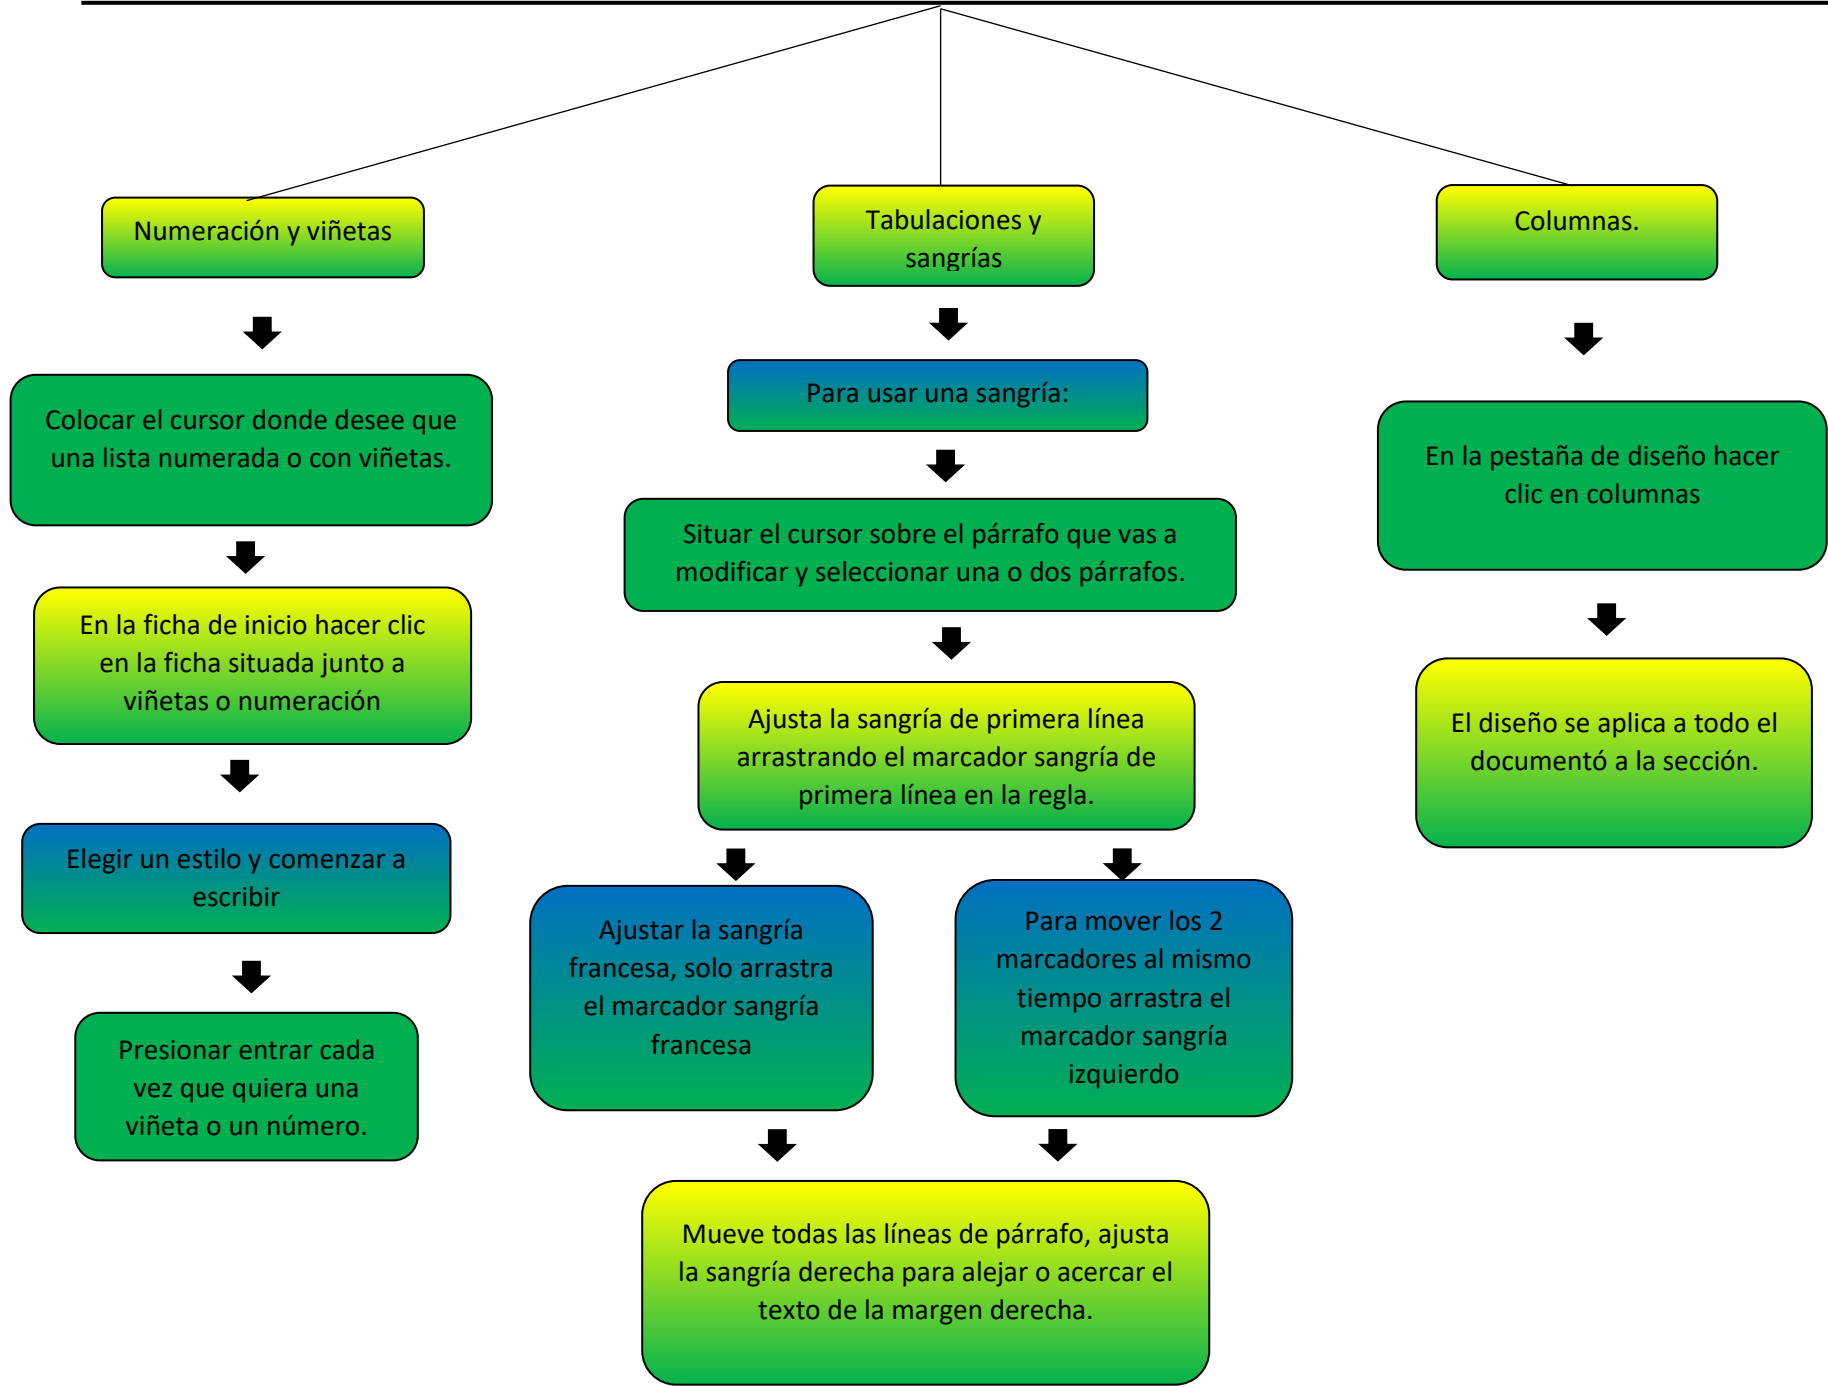 Numeración y viñetas
Colocar el cursor donde desee que
una lista numerada o con viñetas.
En la ficha de inicio hacer clic
en la ficha situada junto a
viñetas o numeración
Elegir un estilo y comenzar a
escribir
Presionar entrar cada
vez que quiera una
viñeta o un número.
Tabulaciones y
sangrías
Para usar una sangría:
Situar el cursor sobre el párrafo que vas a
modificar y seleccionar una o dos párrafos.
Ajusta la sangría de primera línea
arrastrando el marcador sangría de
primera línea en la regla.
Ajustar la sangría
francesa, solo arrastra
el marcador sangría
francesa
Para mover los 2
marcadores al mismo
tiempo arrastra el
marcador sangría
izquierdo
Mueve todas las líneas de párrafo, ajusta
la sangría derecha para alejar o acercar el
texto de la margen derecha.
Columnas.
En la pestaña de diseño hacer
clic en columnas
El diseño se aplica a todo el
documentó a la sección.